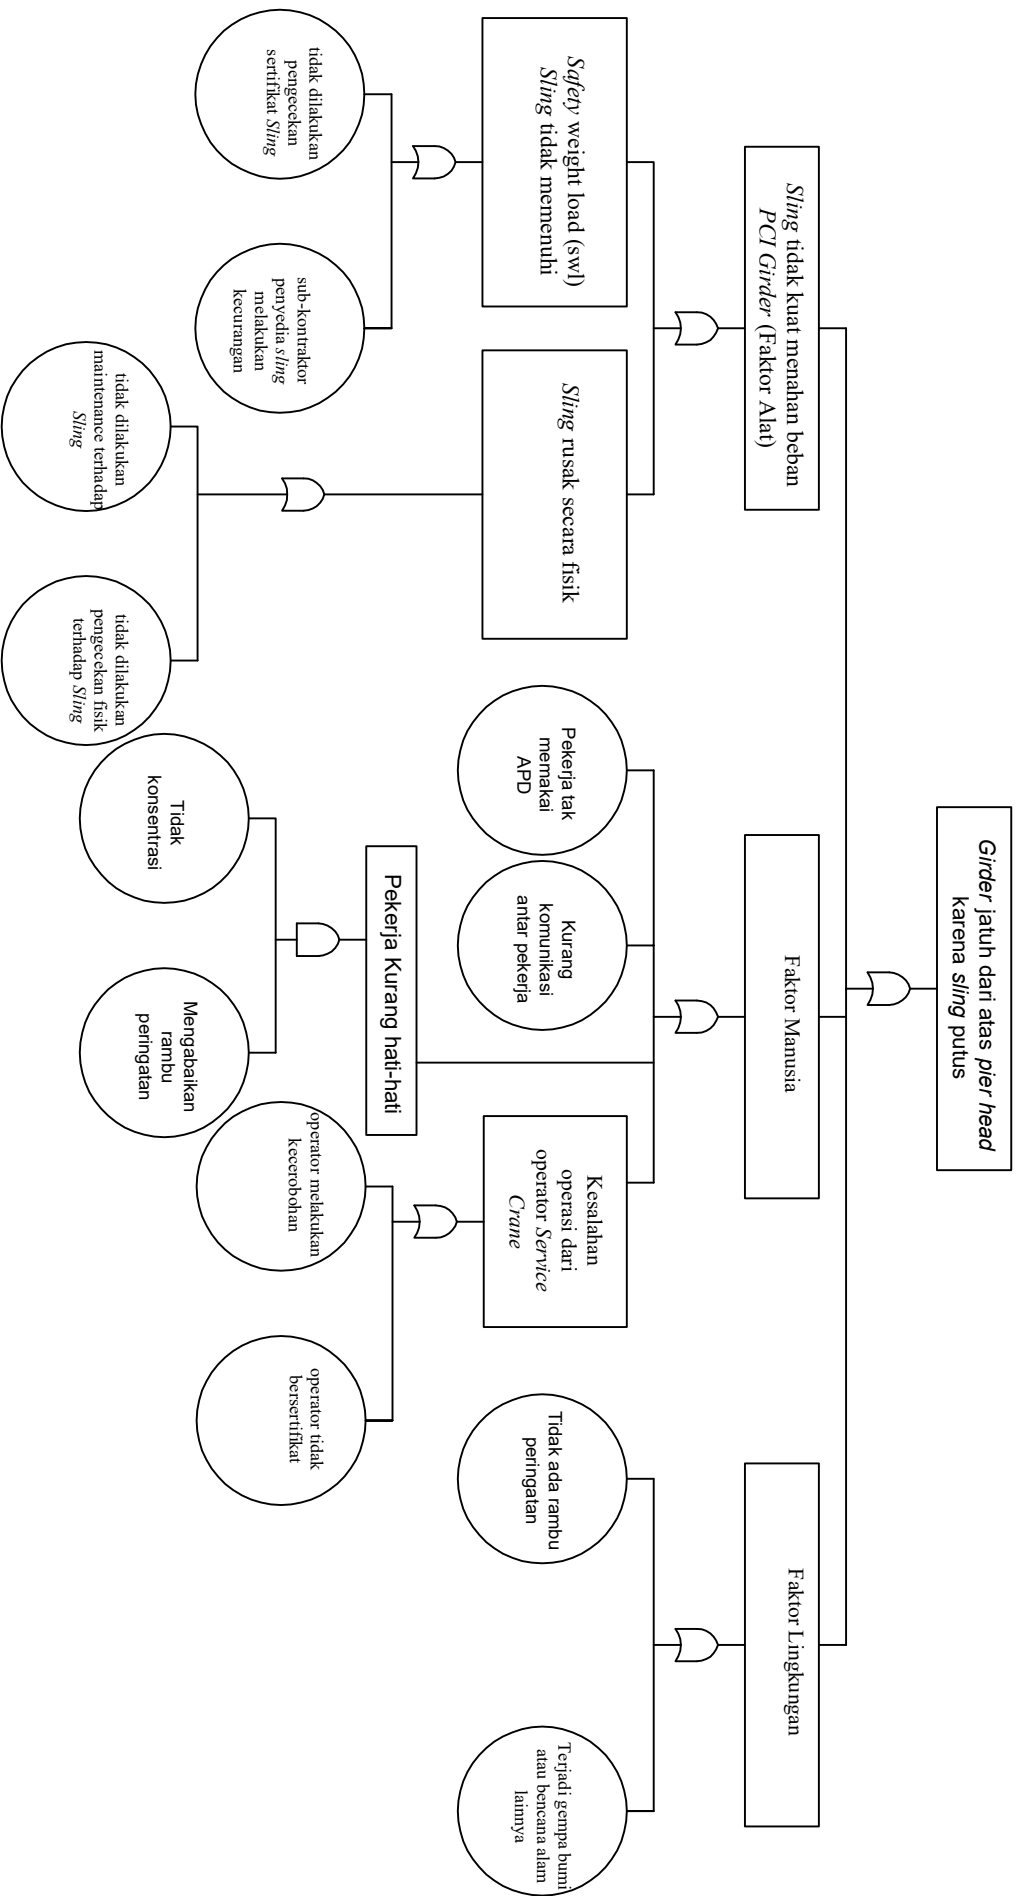 Girder jatuh dari atas pier head
karena sling putus
Sling tidak kuat menahan beban
PCI Girder (Faktor Alat)
Faktor Manusia
Faktor Lingkungan
Safety weight load (swl)
Sling tidak memenuhi
Sling rusak secara fisik
Pekerja tak
memakai
APD
Kurang
komunikasi
antar pekerja
Kesalahan
operasi dari
operator Service
Crane
Tidak ada rambu
peringatan
Terjadi gempa bumi
atau bencana alam
lainnya
Pekerja Kurang hati-hati
tidak dilakukan
pengecekan
sertifikat Sling
sub-kontraktor
penyedia sling
melakukan
kecurangan
operator melakukan
kecerobohan
operator tidak
bersertifikat
tidak dilakukan
maintenance terhadap
Sling
tidak dilakukan
pengecekan fisik
terhadap Sling
Tidak
konsentrasi
Mengabaikan
rambu
peringatan